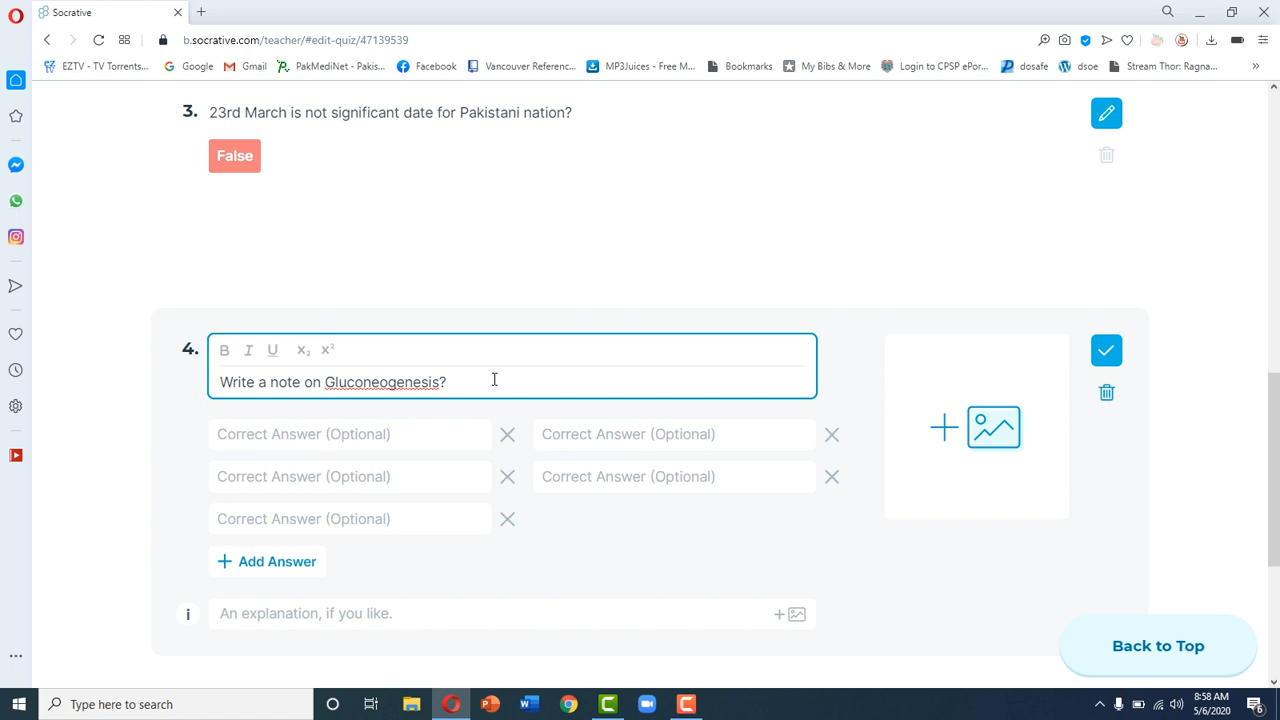 Socrative
b.socrative.com/teacher/#edit-quiz/47139539
EZTV - TV Torrents... Google Gmail PakMediNet - Pakis... Facebook Vancouver Referenc... MP3Juices - Free M... Bookmarks My Bibs & More Login to CPSP ePor... dosafe dsoe Stream Thor: Ragna... »
3. 23rd March is not significant date for Pakistani nation?
False
4. B I U X₂ X²
Write a note on Gluconeogenesis?
Correct Answer (Optional) Correct Answer (Optional)
Correct Answer (Optional) Correct Answer (Optional)
Correct Answer (Optional)
+ Add Answer
i An explanation, if you like.
Back to Top
Type here to search
8:58 AM
5/6/2020
6